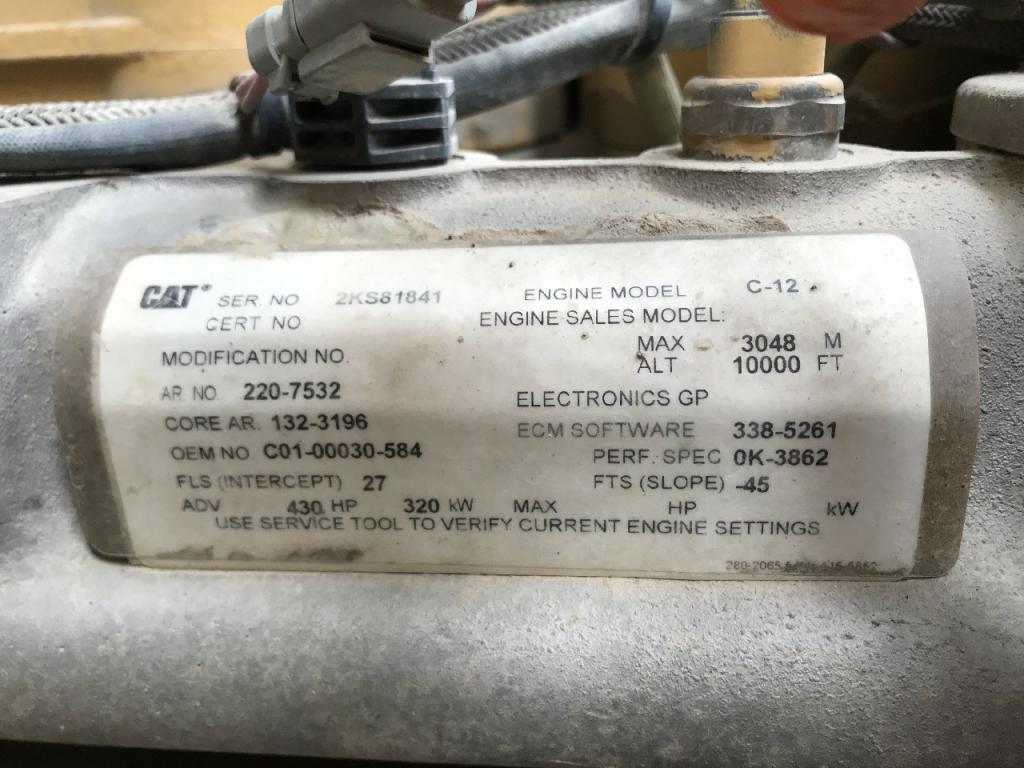 CAT SER. NO 2KS81841 ENGINE MODEL C-12
CERT NO ENGINE SALES MODEL:
MODIFICATION NO. MAX 3048 M
ALT 10000 FT
AR. NO 220-7532 ELECTRONICS GP
CORE AR. 132-3196 ECM SOFTWARE 338-5261
OEM NO. C01-00030-584 PERF. SPEC 0K-3862
FLS (INTERCEPT) 27 FTS (SLOPE) -45
ADV 430 HP 320 kW MAX HP kW
USE SERVICE TOOL TO VERIFY CURRENT ENGINE SETTINGS
280-2065